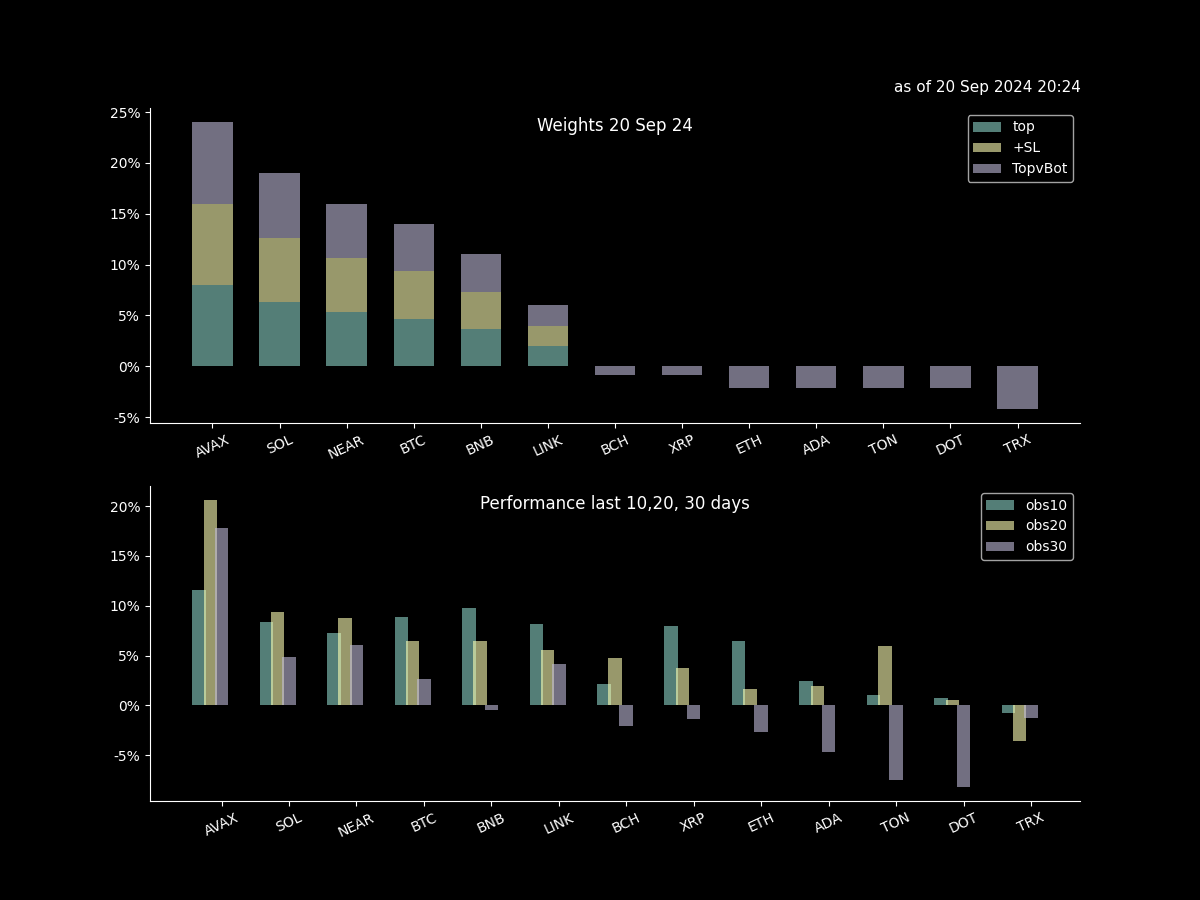 as of 20 Sep 2024 20:24
Weights 20 Sep 24
top
+SL
TopvBot
25%
20%
15%
10%
5%
0%
-5%
AVAX SOL NEAR BTC BNB LINK BCH XRP ETH ADA TON DOT TRX
Performance last 10,20, 30 days
obs10
obs20
obs30
20%
15%
10%
5%
0%
-5%
AVAX SOL NEAR BTC BNB LINK BCH XRP ETH ADA TON DOT TRX